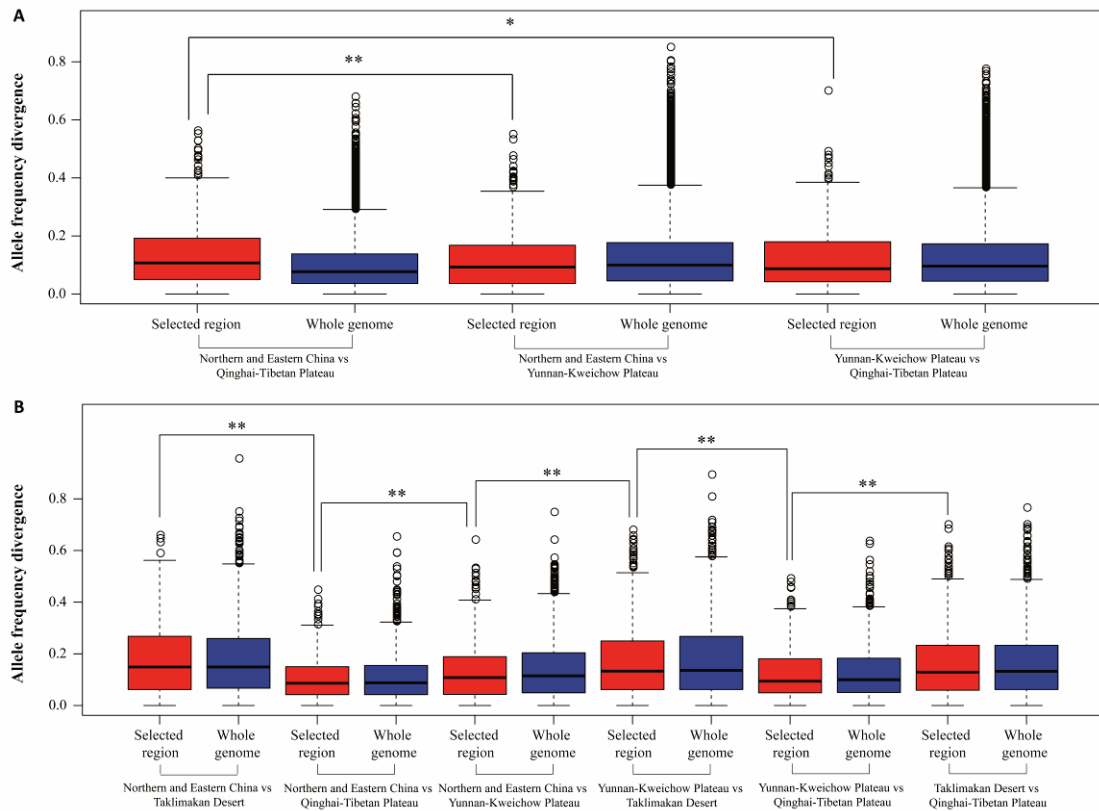 A
*
**
Allele frequency divergence
0.8
0.6
0.4
0.2
0.0
Selected region
Whole genome
Selected region
Whole genome
Selected region
Whole genome
Northern and Eastern China vs
Qinghai-Tibetan Plateau
Northern and Eastern China vs
Yunnan-Kweichow Plateau
Yunnan-Kweichow Plateau vs
Qinghai-Tibetan Plateau
B
**
**
**
**
**
Allele frequency divergence
0.8
0.6
0.4
0.2
0.0
Selected
region
Whole
genome
Selected
region
Whole
genome
Selected
region
Whole
genome
Selected
region
Whole
genome
Selected
region
Whole
genome
Selected
region
Whole
genome
Northern and Eastern China vs
Taklimakan Desert
Northern and Eastern China vs
Qinghai-Tibetan Plateau
Northern and Eastern China vs
Yunnan-Kweichow Plateau
Yunnan-Kweichow Plateau vs
Taklimakan Desert
Yunnan-Kweichow Plateau vs
Qinghai-Tibetan Plateau
Taklimakan Desert vs
Qinghai-Tibetan Plateau